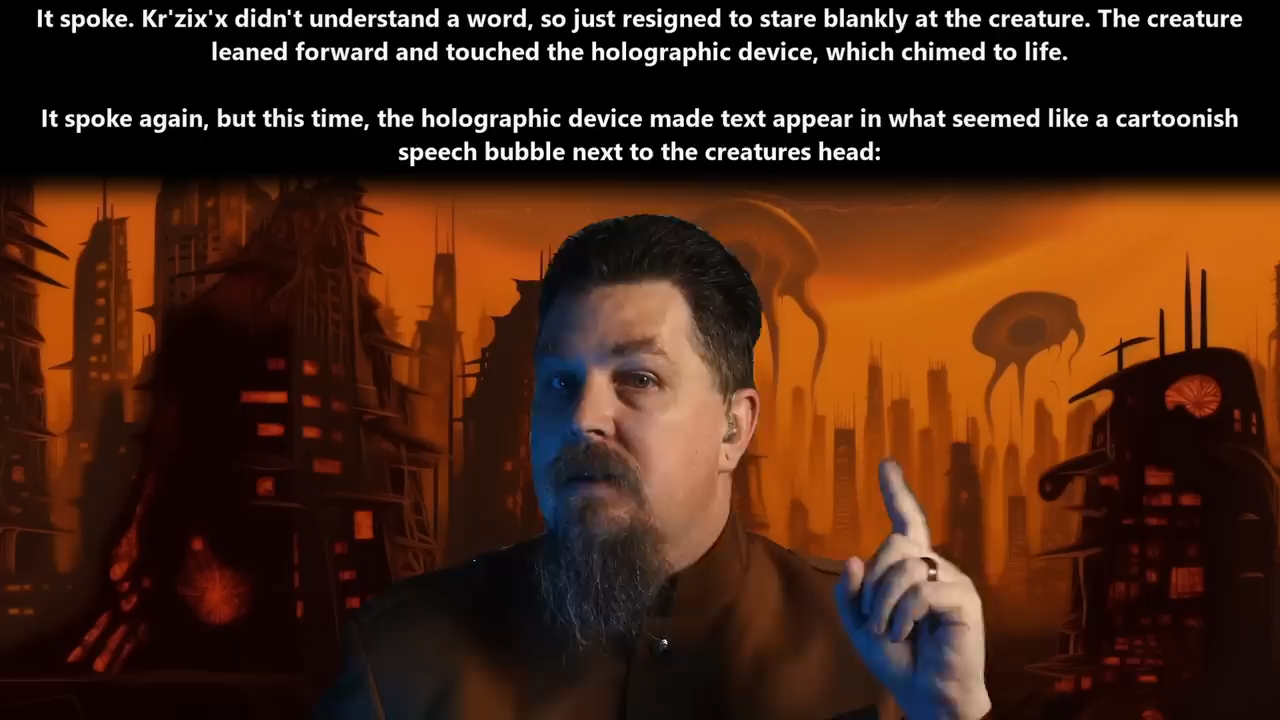 It spoke. Kr'zix'x didn't understand a word, so just resigned to stare blankly at the creature. The creature
leaned forward and touched the holographic device, which chimed to life.
It spoke again, but this time, the holographic device made text appear in what seemed like a cartoonish
speech bubble next to the creatures head: